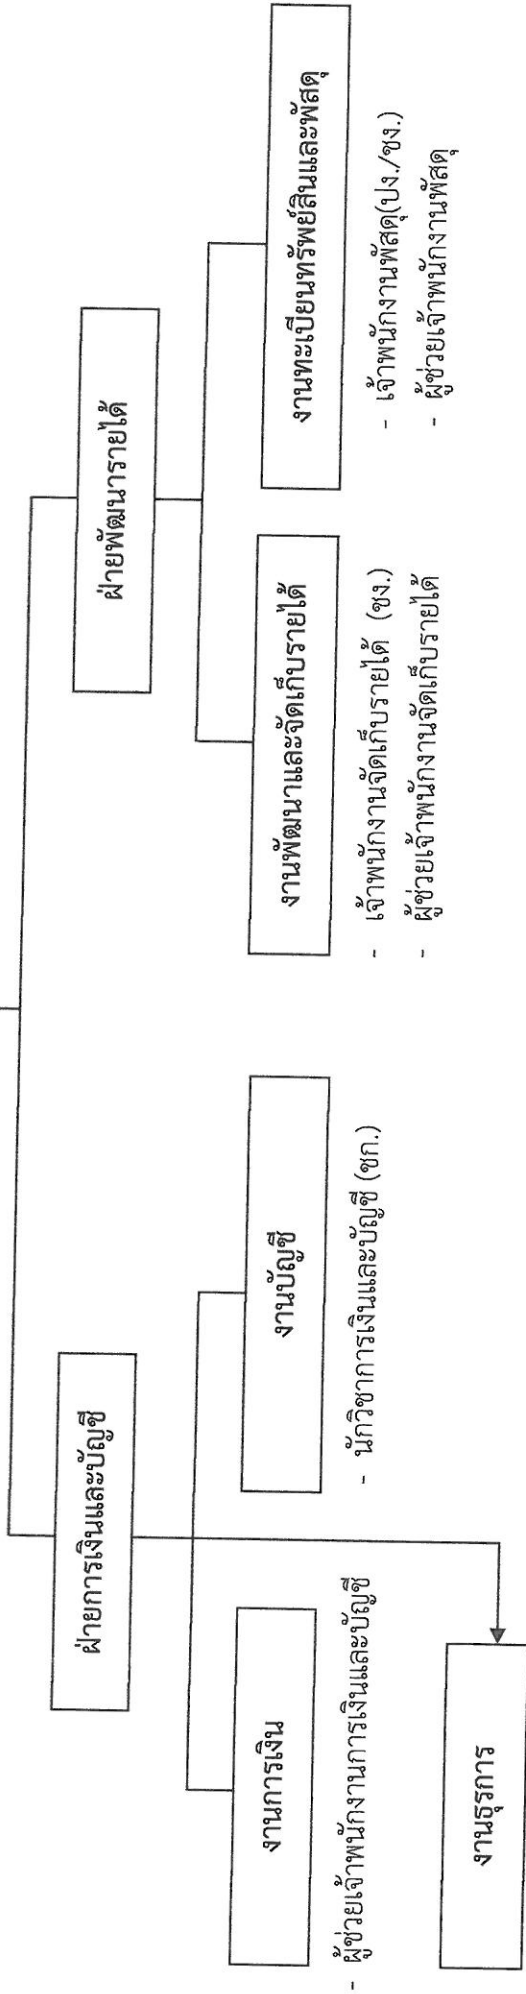 ฝ่ายการเงินและบัญชี
ฝ่ายพัฒนารายได้
งานการเงิน
งานบัญชี
งานพัฒนาและจัดเก็บรายได้
งานทะเบียนทรัพย์สินและพัสดุ
- ผู้ช่วยเจ้าพนักงานการเงินและบัญชี
- นักวิชาการเงินและบัญชี (ชก.)
- เจ้าพนักงานจัดเก็บรายได้ (ชง.)
- ผู้ช่วยเจ้าพนักงานจัดเก็บรายได้
- เจ้าพนักงานพัสดุ(ปง./ชง.)
- ผู้ช่วยเจ้าพนักงานพัสดุ
งานธุรการ